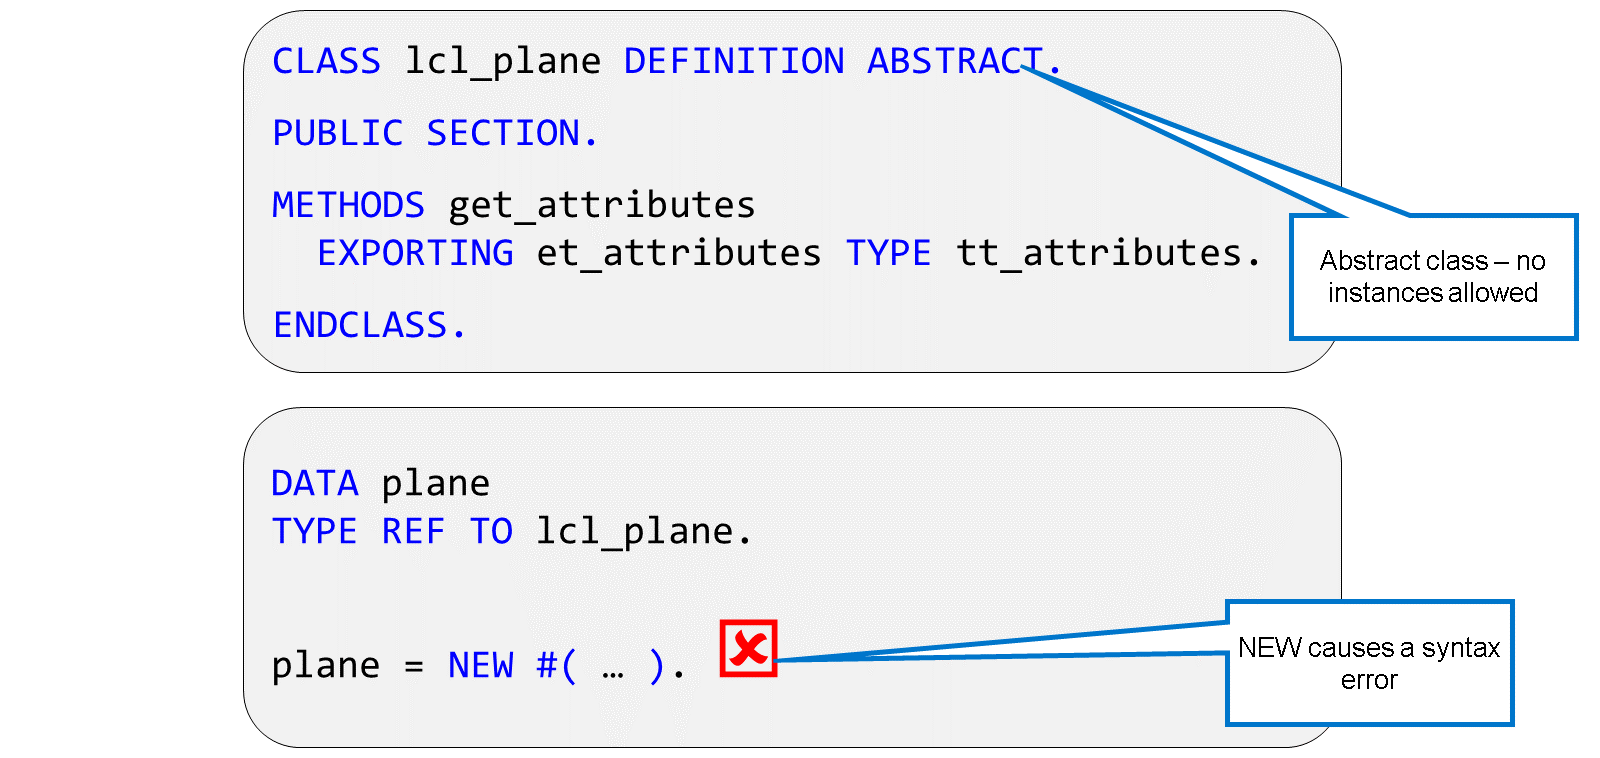 CLASS lcl_plane DEFINITION ABSTRACT.
PUBLIC SECTION.
METHODS get_attributes
EXPORTING et_attributes TYPE tt_attributes.
ENDCLASS.
Abstract class – no
instances allowed
DATA plane
TYPE REF TO lcl_plane.
plane = NEW #( … ).
NEW causes a syntax
error